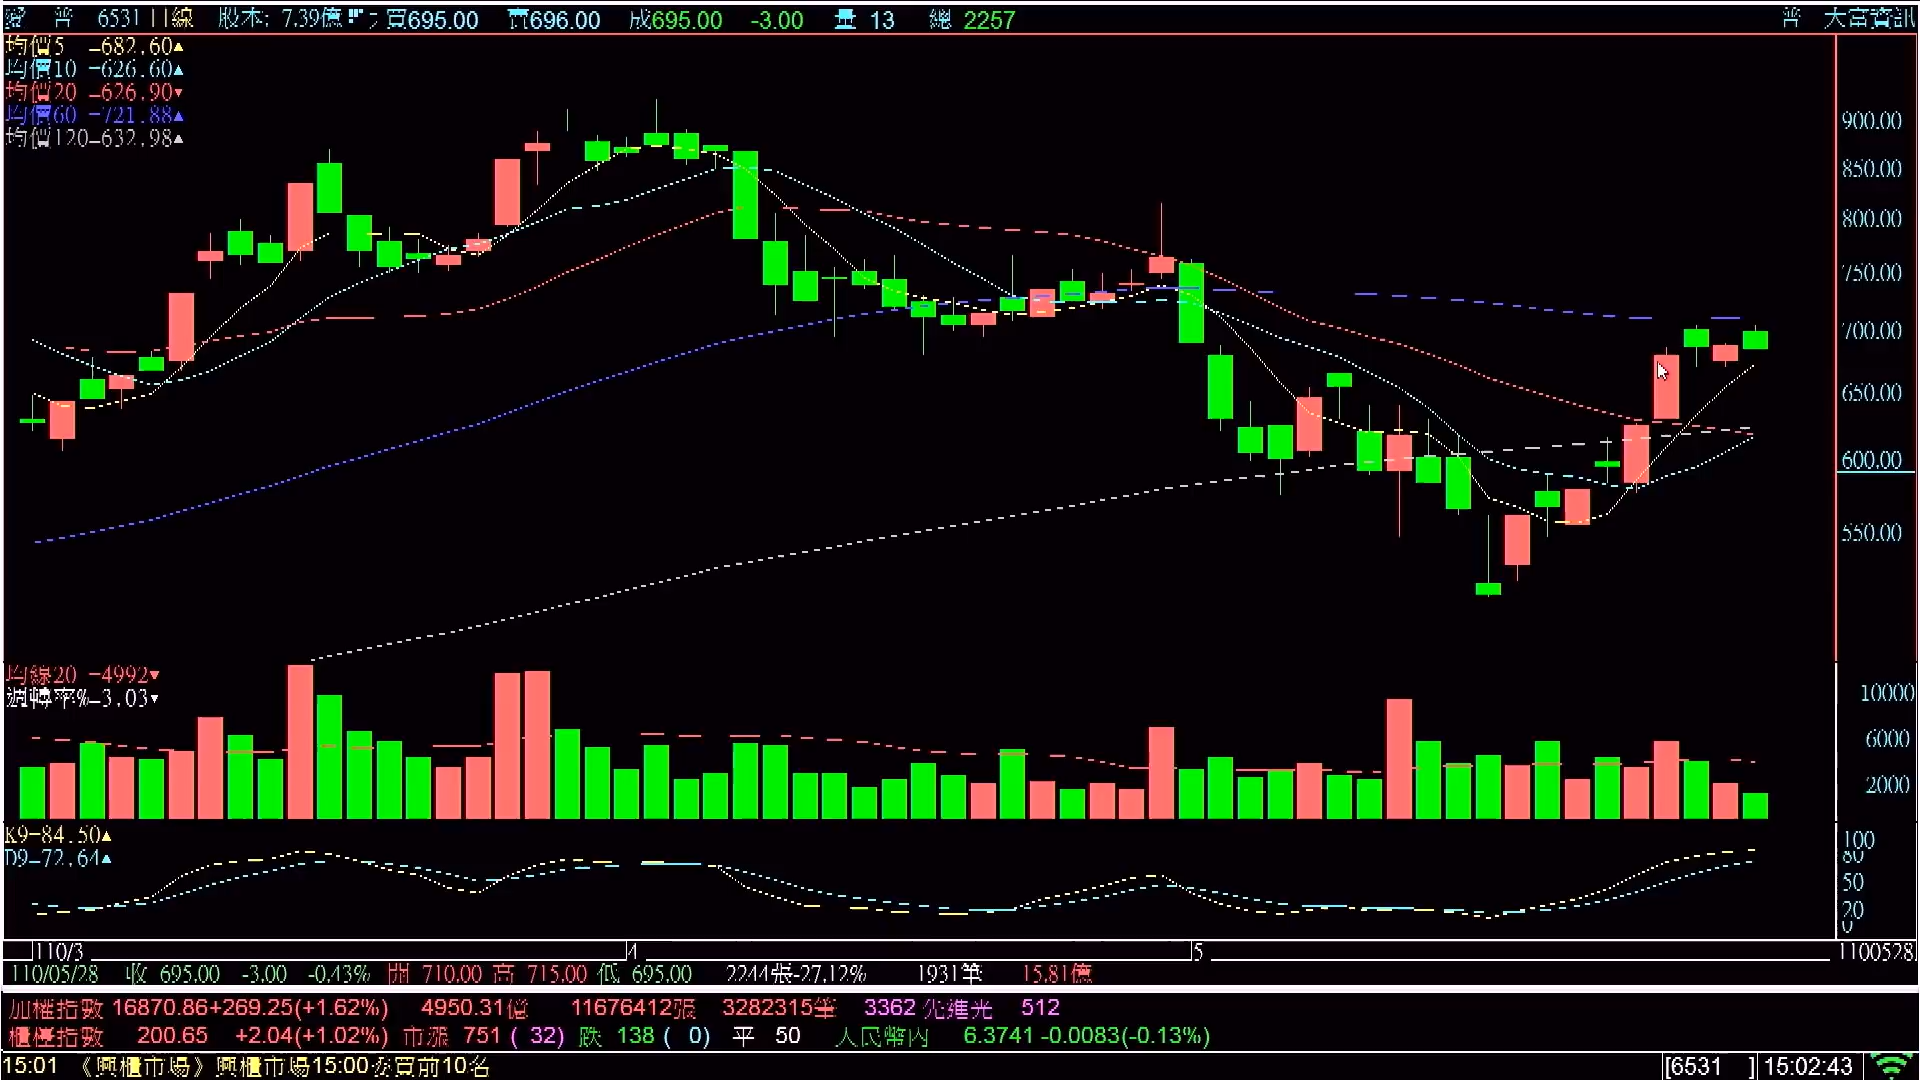 普 6531 日線 股本: 7.39億 買695.00 賣696.00 成695.00 -3.00 量 13 總 2257 普 大富資訊
均價5 -682.60▲
均價10 -626.60▲
均價20 -626.90▼
均價60 -721.88▲
均價120-632.98▲
900.00
850.00
800.00
750.00
700.00
650.00
600.00
550.00
均線20 -4992▼
週轉率%-3.03▼
10000
6000
2000
K9-84.50▲
D9-72.64▲
100
80
50
20
0
110/3 4 5 1100528
110/05/28 收 695.00 -3.00 -0.43% 開 710.00 高 715.00 低 695.00 2244張-27.12% 1931筆 15.81億
加權指數 16870.86+269.25(+1.62%) 4950.31億 11676412張 3282315筆 3362 先進光 512
櫃檯指數 200.65 +2.04(+1.02%) 市漲 751 ( 32) 跌 138 ( 0) 平 50 人民幣內 6.3741 -0.0083(-0.13%)
15:01 《興櫃市場》興櫃市場15:00 買前10名 [6531 ] 15:02:43